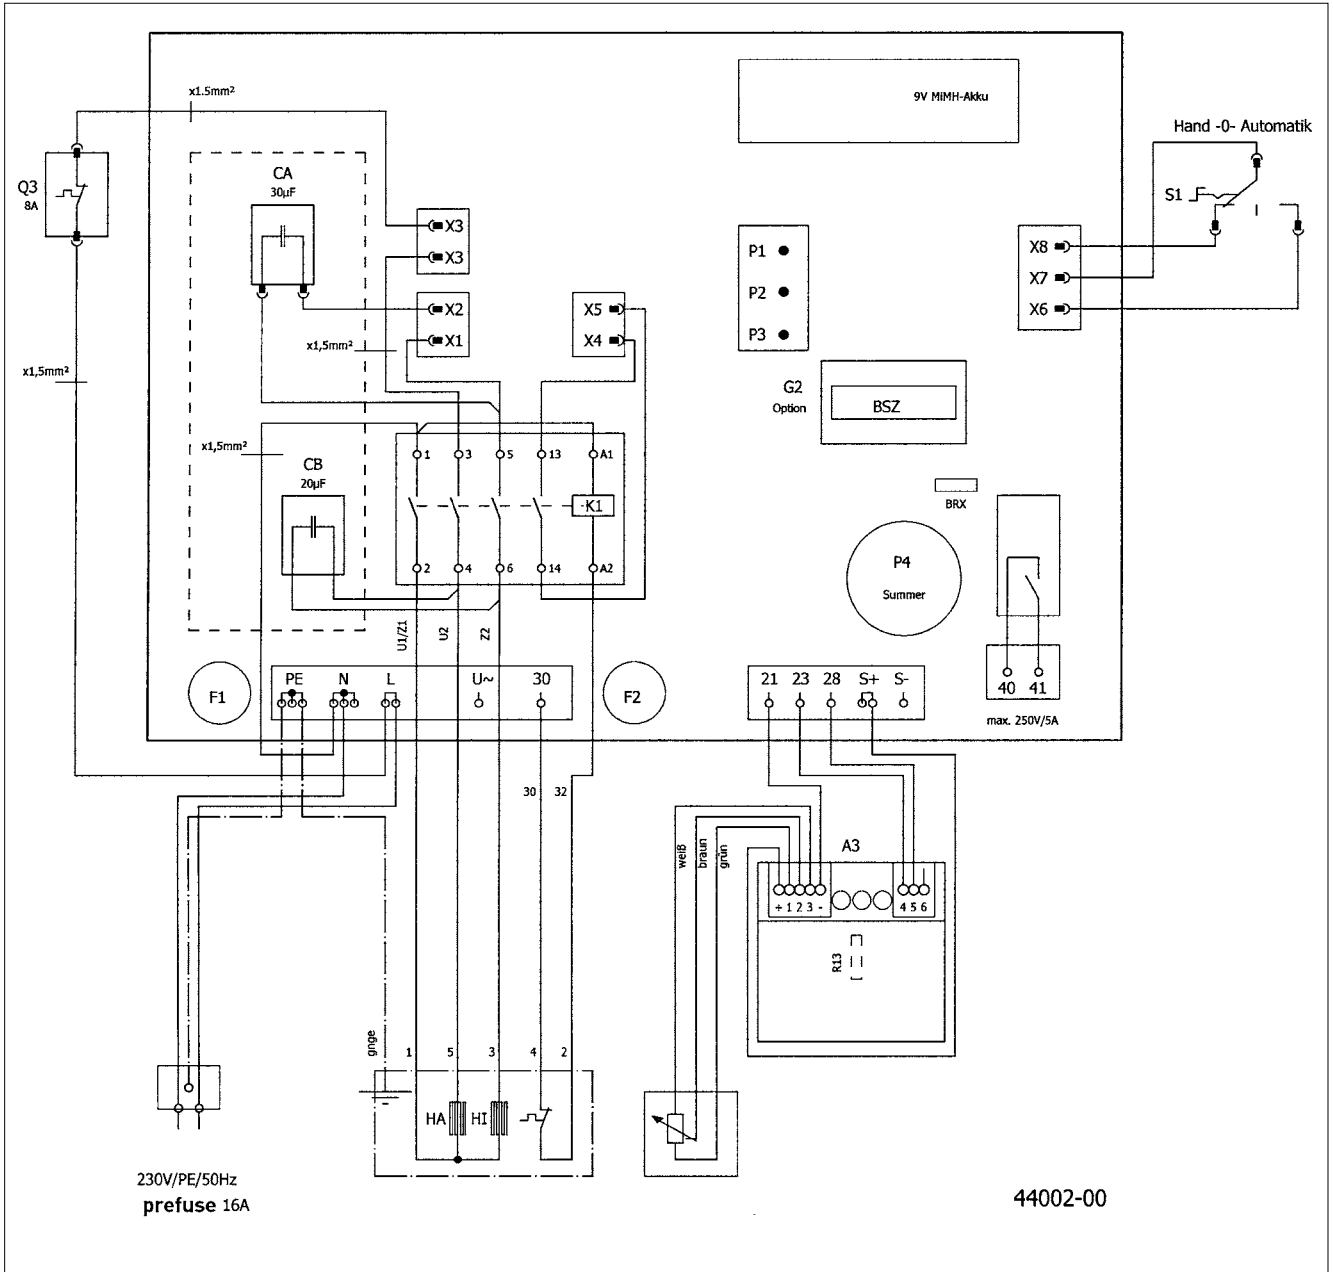 x1.5mm²
9V MiMH-Akku
Hand -0- Automatik
Q3
8A
CA
30µF
S1
X3
X3
X2
X1
X5
X4
P1
P2
P3
X8
X7
X6
x1,5mm²
x1,5mm²
G2
Option
BSZ
x1,5mm²
CB
20µF
1
3
5
13
A1
-K1
2
4
6
14
A2
BRX
P4
Summer
U1/Z1
U2
Z2
F1
PE
N
L
U~
30
F2
21
23
28
S+
S-
40
41
max. 250V/5A
30
32
weiß
braun
grün
A3
+ 1 2 3 -
4 5 6
R13
gnge
1
5
3
4
2
HA
HI
230V/PE/50Hz
prefuse 16A
44002-00